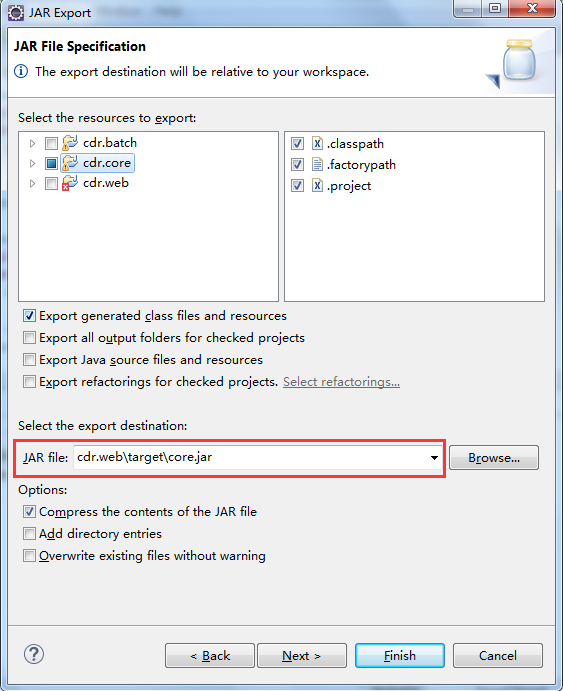 JAR Export
JAR File Specification
The export destination will be relative to your workspace.
Select the resources to export:
cdr.batch
cdr.core
cdr.web
.classpath
.factorypath
.project
Export generated class files and resources
Export all output folders for checked projects
Export Java source files and resources
Export refactorings for checked projects. Select refactorings...
Select the export destination:
JAR file: cdr.web\target\core.jar Browse...
Options:
Compress the contents of the JAR file
Add directory entries
Overwrite existing files without warning
? < Back Next > Finish Cancel